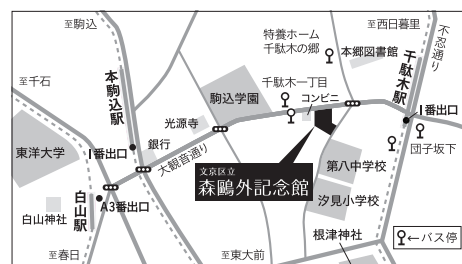 至駒込
至西日暮里
特養ホーム
千駄木の郷
本郷図書館
不忍通り
千駄木駅
至千石
本駒込駅
千駄木一丁目
コンビニ
駒込学園
光源寺
1番出口
1番出口
銀行
大観音通り
団子坂下
東洋大学
文京区立
森鷗外記念館
第八中学校
白山駅
A3番出口
汐見小学校
白山神社
根津神社
←バス停
至春日
至東大前